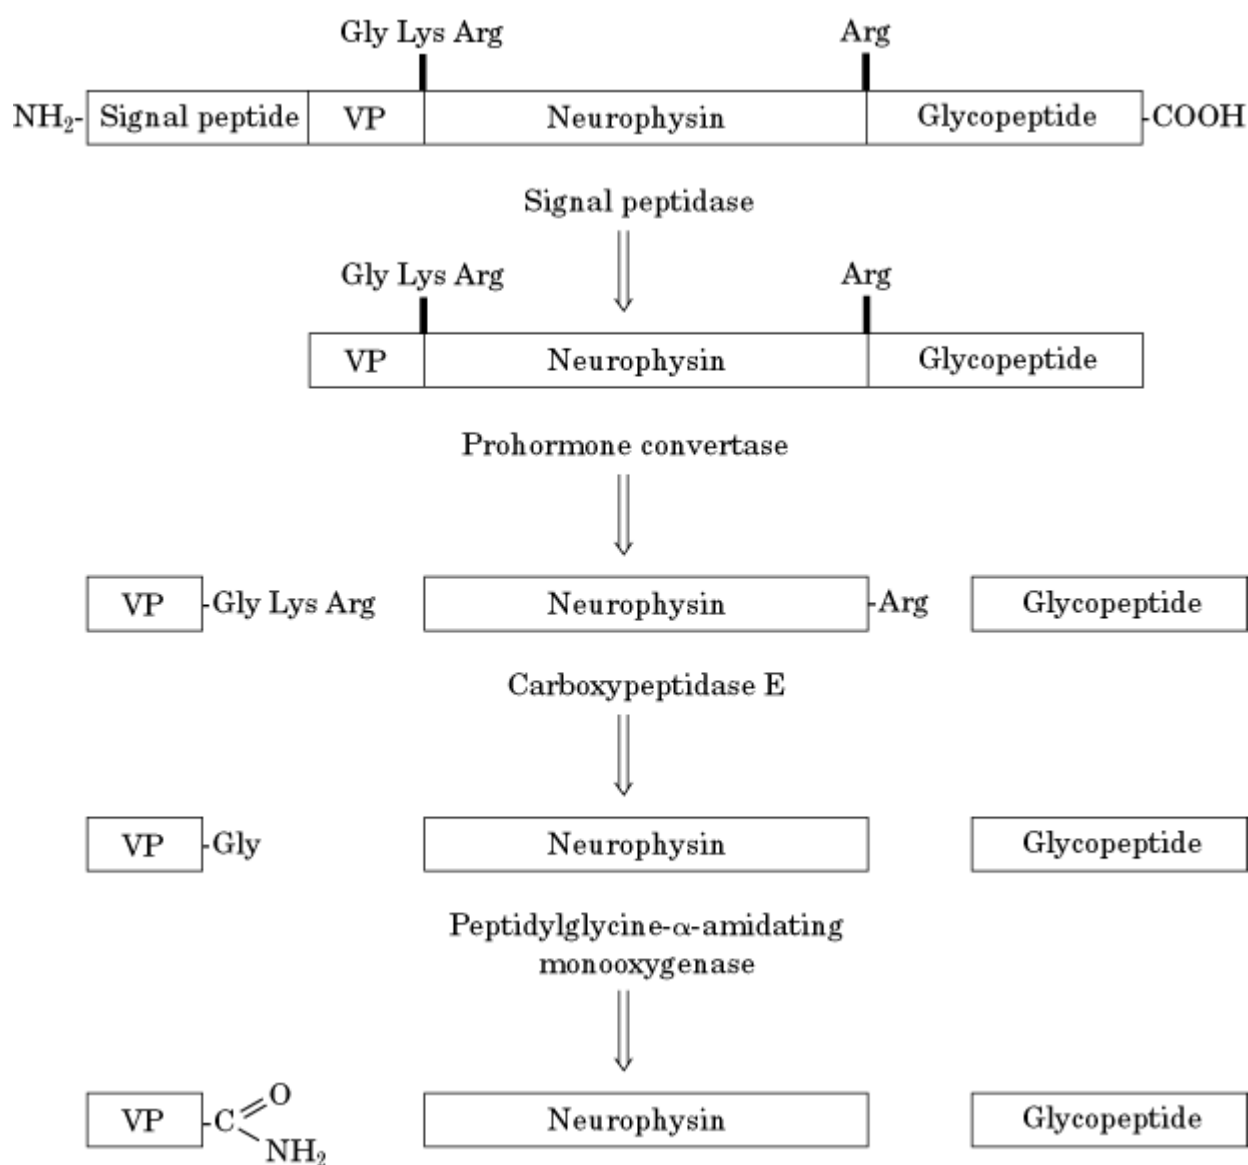 Gly Lys Arg Arg
NH2- Signal peptide VP Neurophysin Glycopeptide -COOH
Signal peptidase
Gly Lys Arg Arg
VP Neurophysin Glycopeptide
Prohormone convertase
VP -Gly Lys Arg Neurophysin -Arg Glycopeptide
Carboxypeptidase E
VP -Gly Neurophysin Glycopeptide
Peptidylglycine-α-amidating
monooxygenase
O
VP -C Neurophysin Glycopeptide
NH2